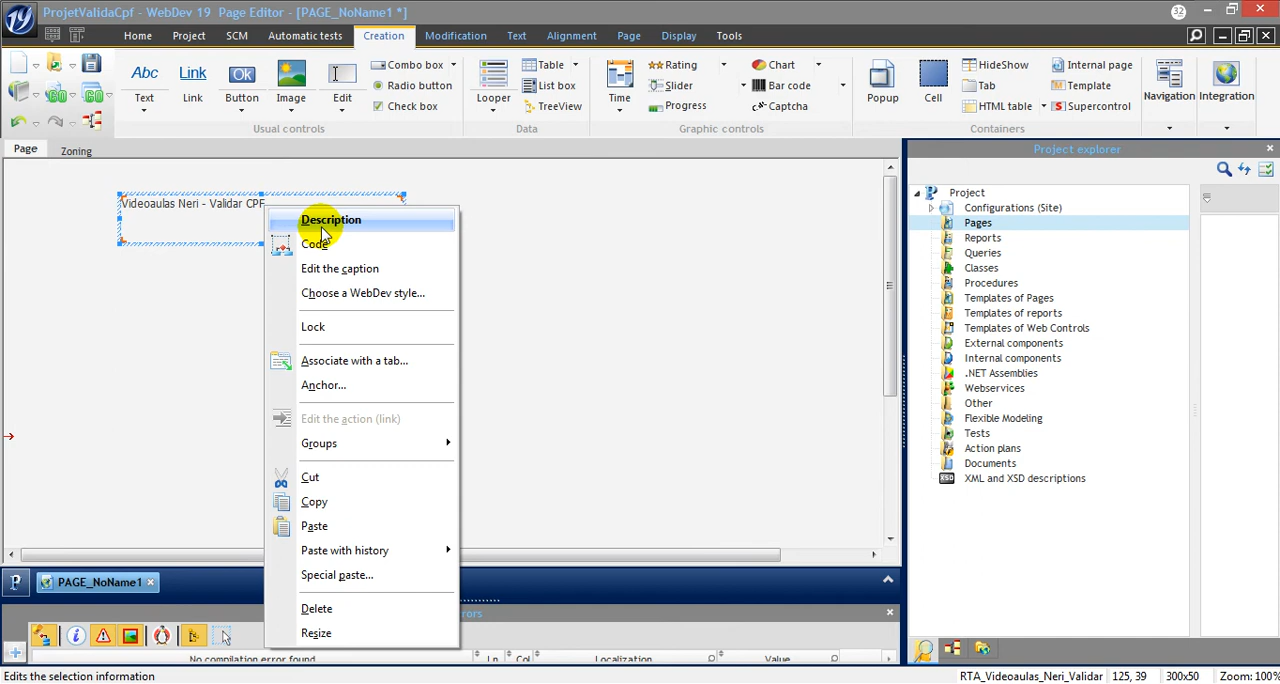 19 ProjetValidaCpf - WebDev 19 Page Editor - [PAGE_NoName1 *]
32
Home Project SCM Automatic tests Creation Modification Text Alignment Page Display Tools
Abc Text
Link Link
Ok Button
Image
Edit
Combo box
Radio button
Check box
Usual controls
Looper
Table
List box
TreeView
Data
Time
Rating
Slider
Progress
Chart
Bar code
Captcha
Graphic controls
Popup
Cell
HideShow
Tab
HTML table
Internal page
Template
Supercontrol
Containers
Navigation
Integration
Page Zoning
Videoaulas Neri - Validar CPF
Description
Code
Edit the caption
Choose a WebDev style...
Lock
Associate with a tab...
Anchor...
Edit the action (link)
Groups
Cut
Copy
Paste
Paste with history
Special paste...
Delete
Resize
Project explorer
Project
Configurations (Site)
Pages
Reports
Queries
Classes
Procedures
Templates of Pages
Templates of reports
Templates of Web Controls
External components
Internal components
.NET Assemblies
Webservices
Other
Flexible Modeling
Tests
Action plans
Documents
XSD XML and XSD descriptions
P PAGE_NoName1
No compilation error found Ln Col Localization Value
Edits the selection information RTA_Videoaulas_Neri_Validar 125, 39 300x50 Zoom: 100%